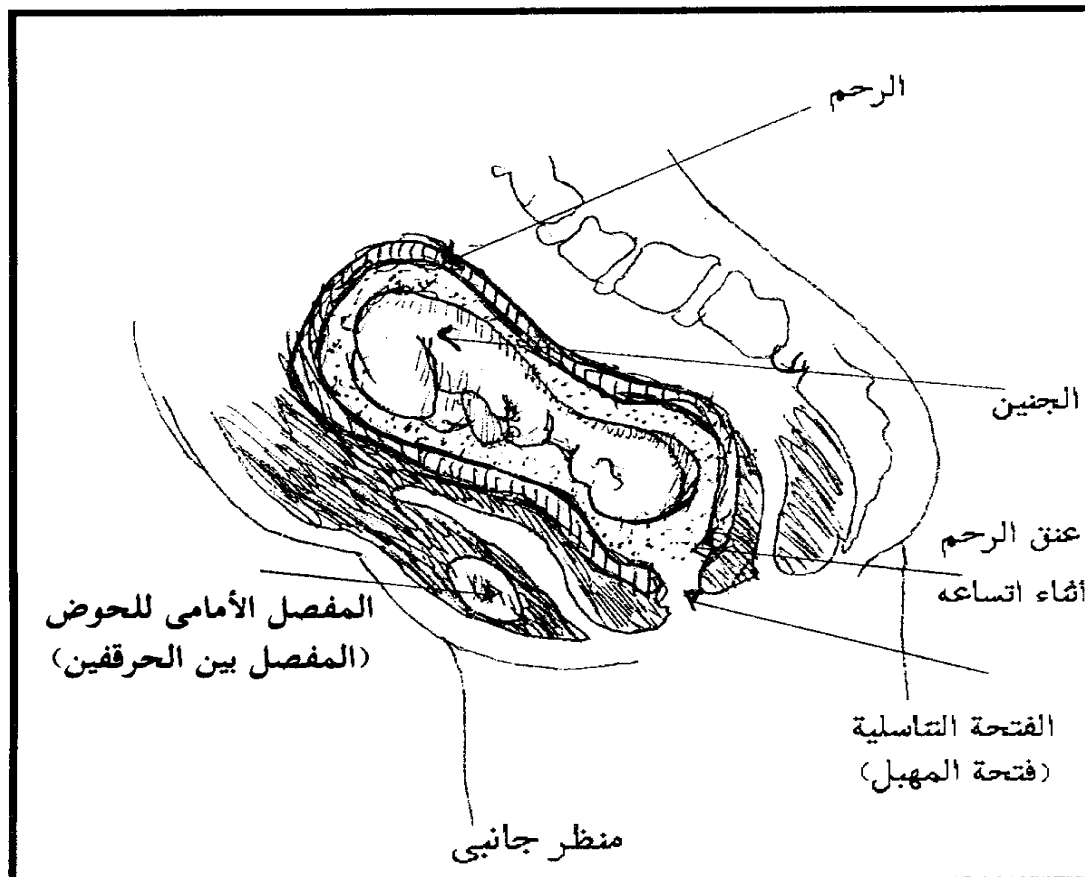 الرحم
الجنين
عنق الرحم
أثناء اتساعه
المفصل الأمامى للحوض
(المفصل بين الحرقفين)
الفتحة التناسلية
(فتحة المهبل)
منظر جانبى